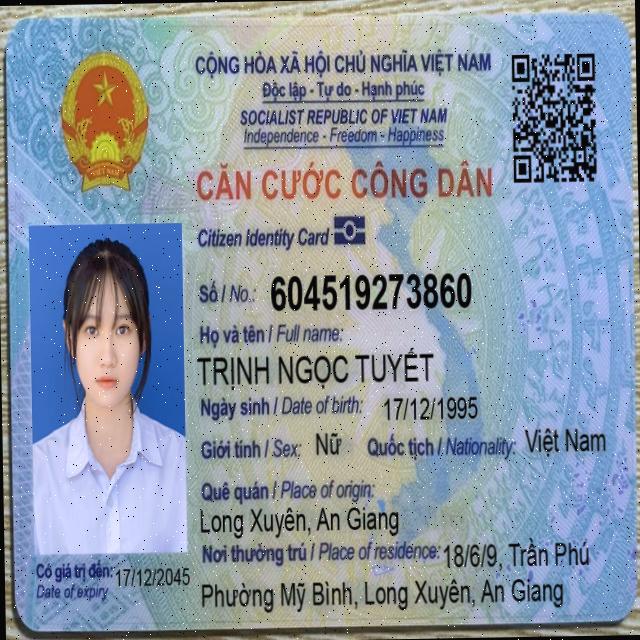 CỘNG HÒA XÃ HỘI CHỦ NGHĨA VIỆT NAM
Độc lập - Tự do - Hạnh phúc
SOCIALIST REPUBLIC OF VIET NAM
Independence - Freedom - Happiness
CĂN CƯỚC CÔNG DÂN
Citizen Identity Card
Số / No.: 604519273860
Họ và tên / Full name:
TRỊNH NGỌC TUYẾT
Ngày sinh / Date of birth: 17/12/1995
Giới tính / Sex: Nữ Quốc tịch / Nationality: Việt Nam
Quê quán / Place of origin:
Long Xuyên, An Giang
Nơi thường trú / Place of residence: 18/6/9, Trần Phú
Phường Mỹ Bình, Long Xuyên, An Giang
Có giá trị đến: 17/12/2045
Date of expiry